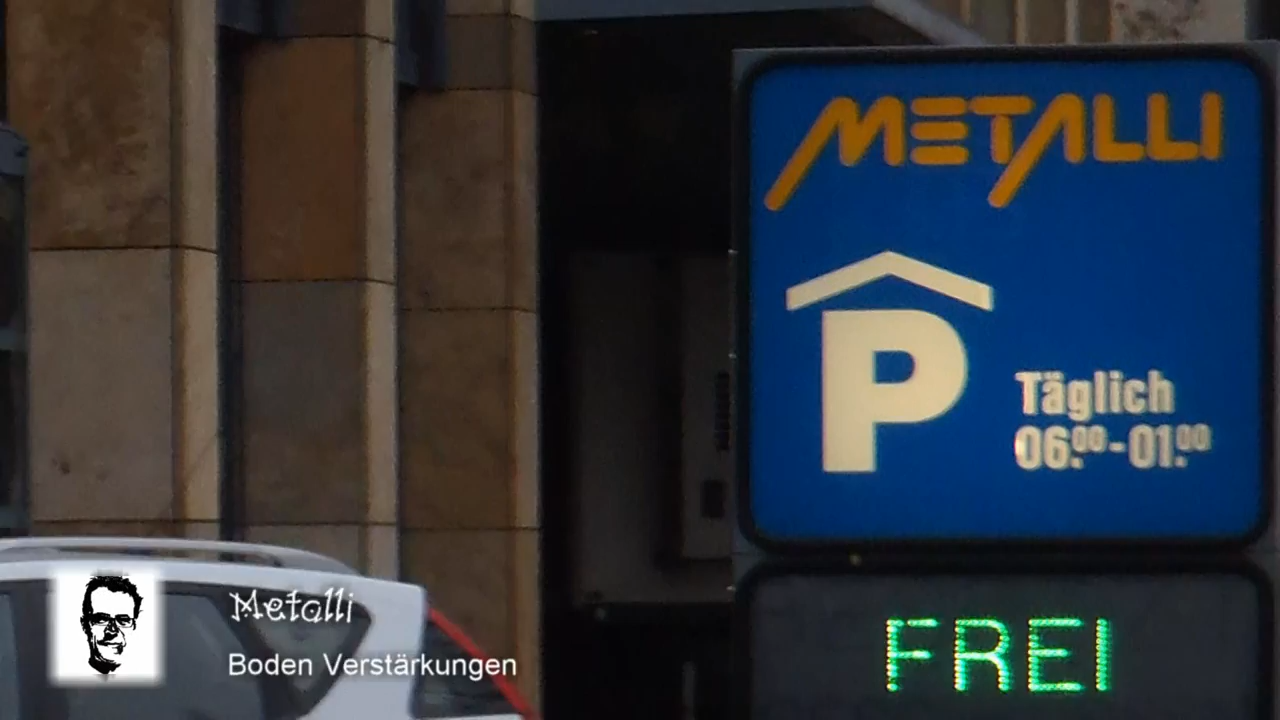 METALLI
P
Täglich
06.00-01.00
FREI
Metalli
Boden Verstärkungen